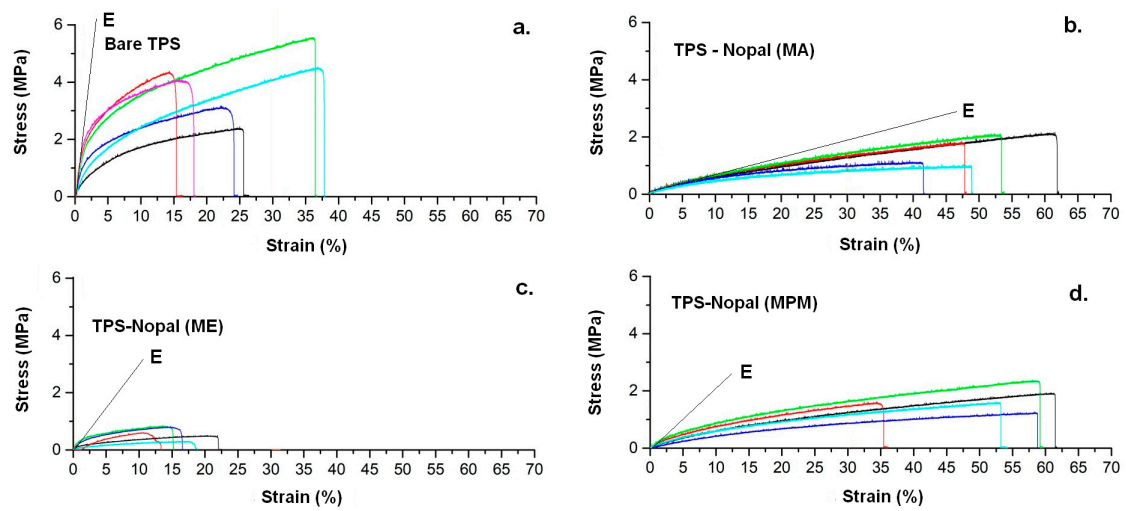 a.
E
Bare TPS
Stress (MPa)
6
4
2
0
0 5 10 15 20 25 30 35 40 45 50 55 60 65 70
Strain (%)
b.
TPS - Nopal (MA)
E
Stress (MPa)
6
4
2
0
0 5 10 15 20 25 30 35 40 45 50 55 60 65 70
Strain (%)
c.
TPS-Nopal (ME)
E
Stress (MPa)
6
4
2
0
0 5 10 15 20 25 30 35 40 45 50 55 60 65 70
Strain (%)
d.
TPS-Nopal (MPM)
E
Stress (MPa)
6
4
2
0
0 5 10 15 20 25 30 35 40 45 50 55 60 65 70
Strain (%)